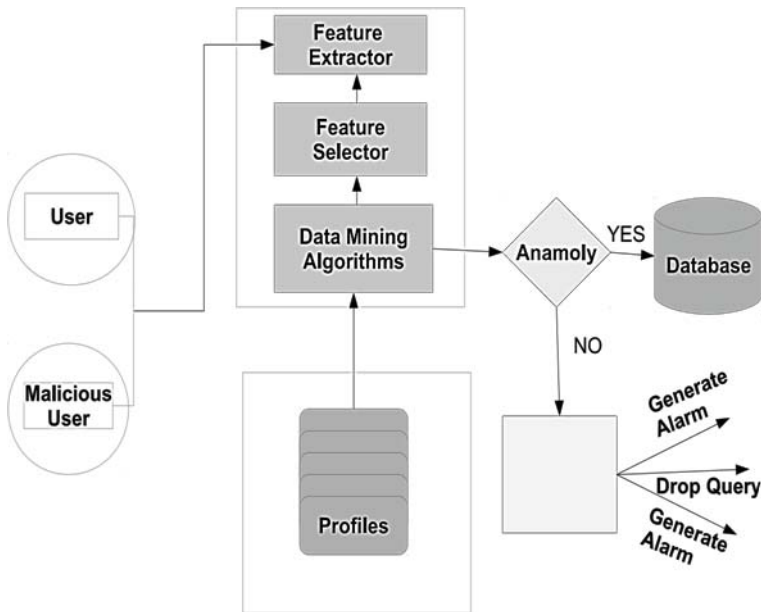 Feature
Extractor
Feature
Selector
User
Data Mining
Algorithms
Anamoly
YES
Database
NO
Malicious
User
Profiles
Generate
Alarm
Drop Query
Generate
Alarm